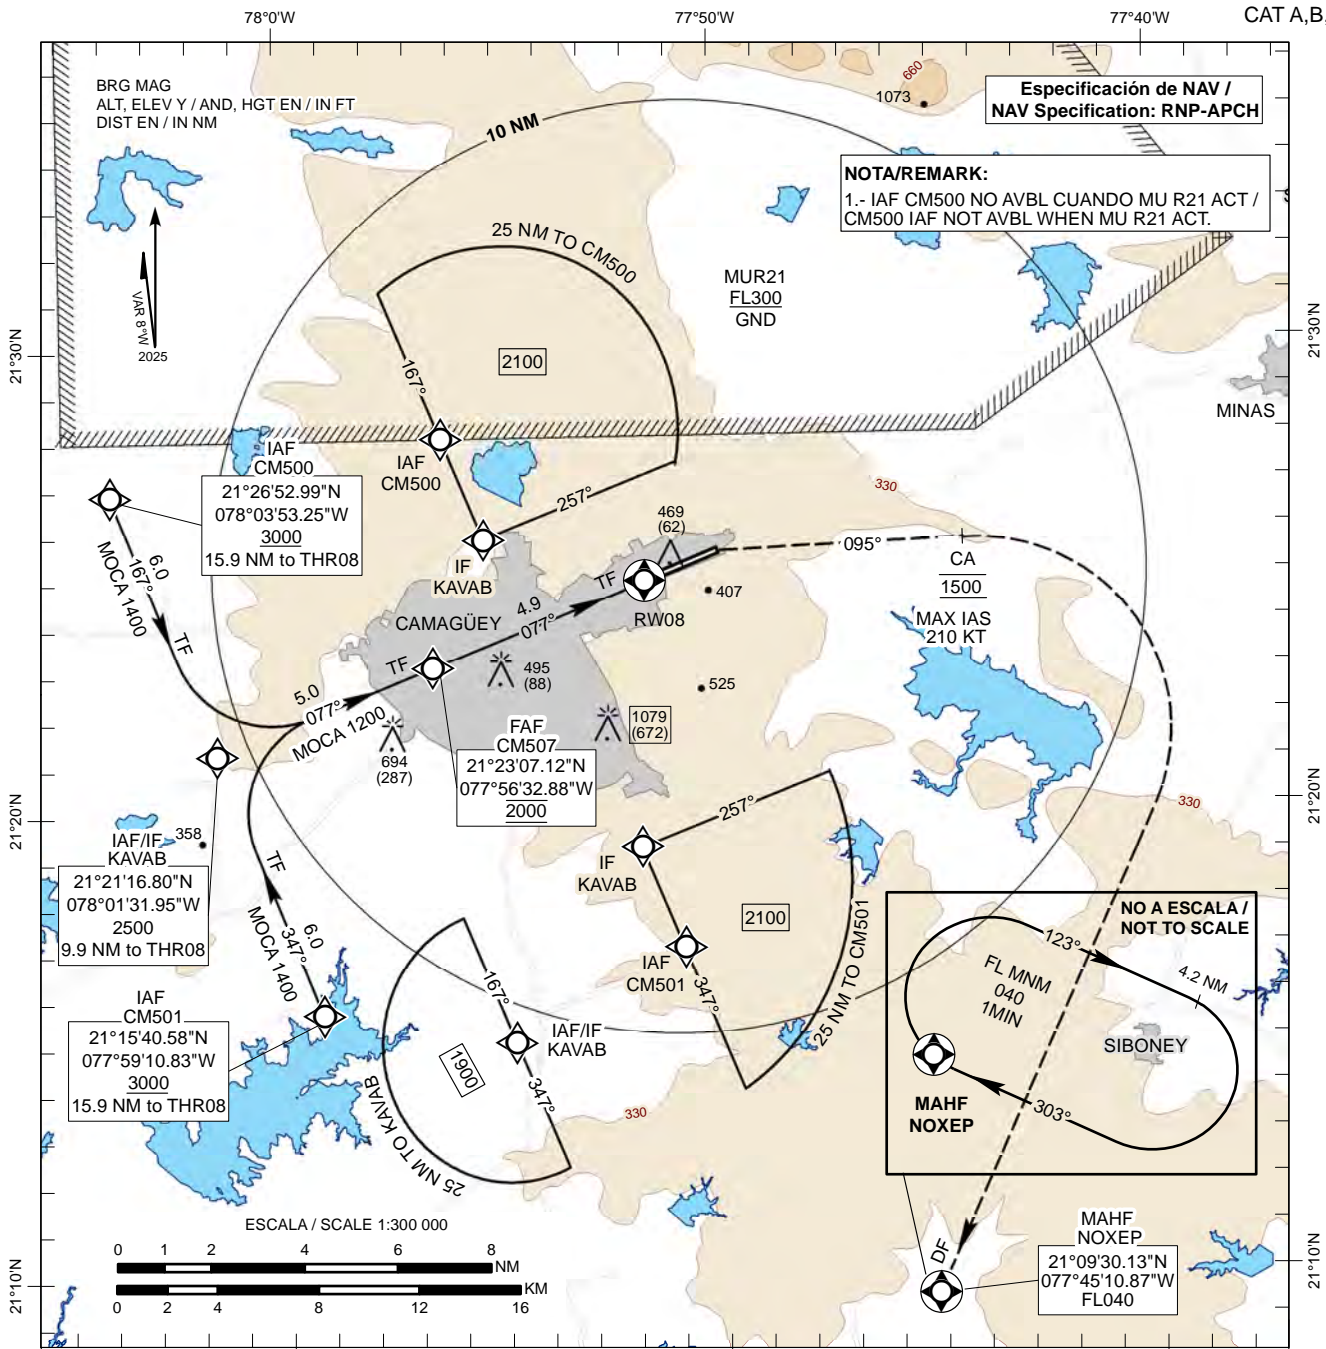 78°0'W
77°50'W
77°40'W
CAT A,B,
BRG MAG
ALT, ELEV Y / AND, HGT EN / IN FT
DIST EN / IN NM
VAR 8°W
2025
10 NM
660
1073
Especificación de NAV /
NAV Specification: RNP-APCH
NOTA/REMARK:
1.- IAF CM500 NO AVBL CUANDO MU R21 ACT /
CM500 IAF NOT AVBL WHEN MU R21 ACT.
25 NM TO CM500
MUR21
FL300
GND
21°30'N
21°30'N
2100
167°
MINAS
IAF
CM500
21°26'52.99"N
078°03'53.25"W
3000
15.9 NM to THR08
IAF
CM500
257°
330
469
(62)
095°
CA
1500
MAX IAS
210 KT
IF
KAVAB
6.0
167°
MOCA 1400
TF
TF
RW08
407
CAMAGÜEY
4.9
077°
TF
495
(88)
525
5.0
077°
MOCA 1200
694
(287)
1079
(672)
FAF
CM507
21°23'07.12"N
077°56'32.88"W
2000
257°
330
21°20'N
21°20'N
358
IAF/IF
KAVAB
21°21'16.80"N
078°01'31.95"W
2500
9.9 NM to THR08
TF
6.0
347°
MOCA 1400
IF
KAVAB
2100
25 NM TO CM501
IAF
CM501
347°
NO A ESCALA /
NOT TO SCALE
123°
4.2 NM
FL MNM
040
1MIN
SIBONEY
303°
MAHF
NOXEP
IAF
CM501
21°15'40.58"N
077°59'10.83"W
3000
15.9 NM to THR08
167°
IAF/IF
KAVAB
1900
347°
25 NM TO KAVAB
330
ESCALA / SCALE 1:300 000
0 1 2 4 6 8 NM
0 2 4 8 12 16 KM
DF
MAHF
NOXEP
21°09'30.13"N
077°45'10.87"W
FL040
21°10'N
21°10'N